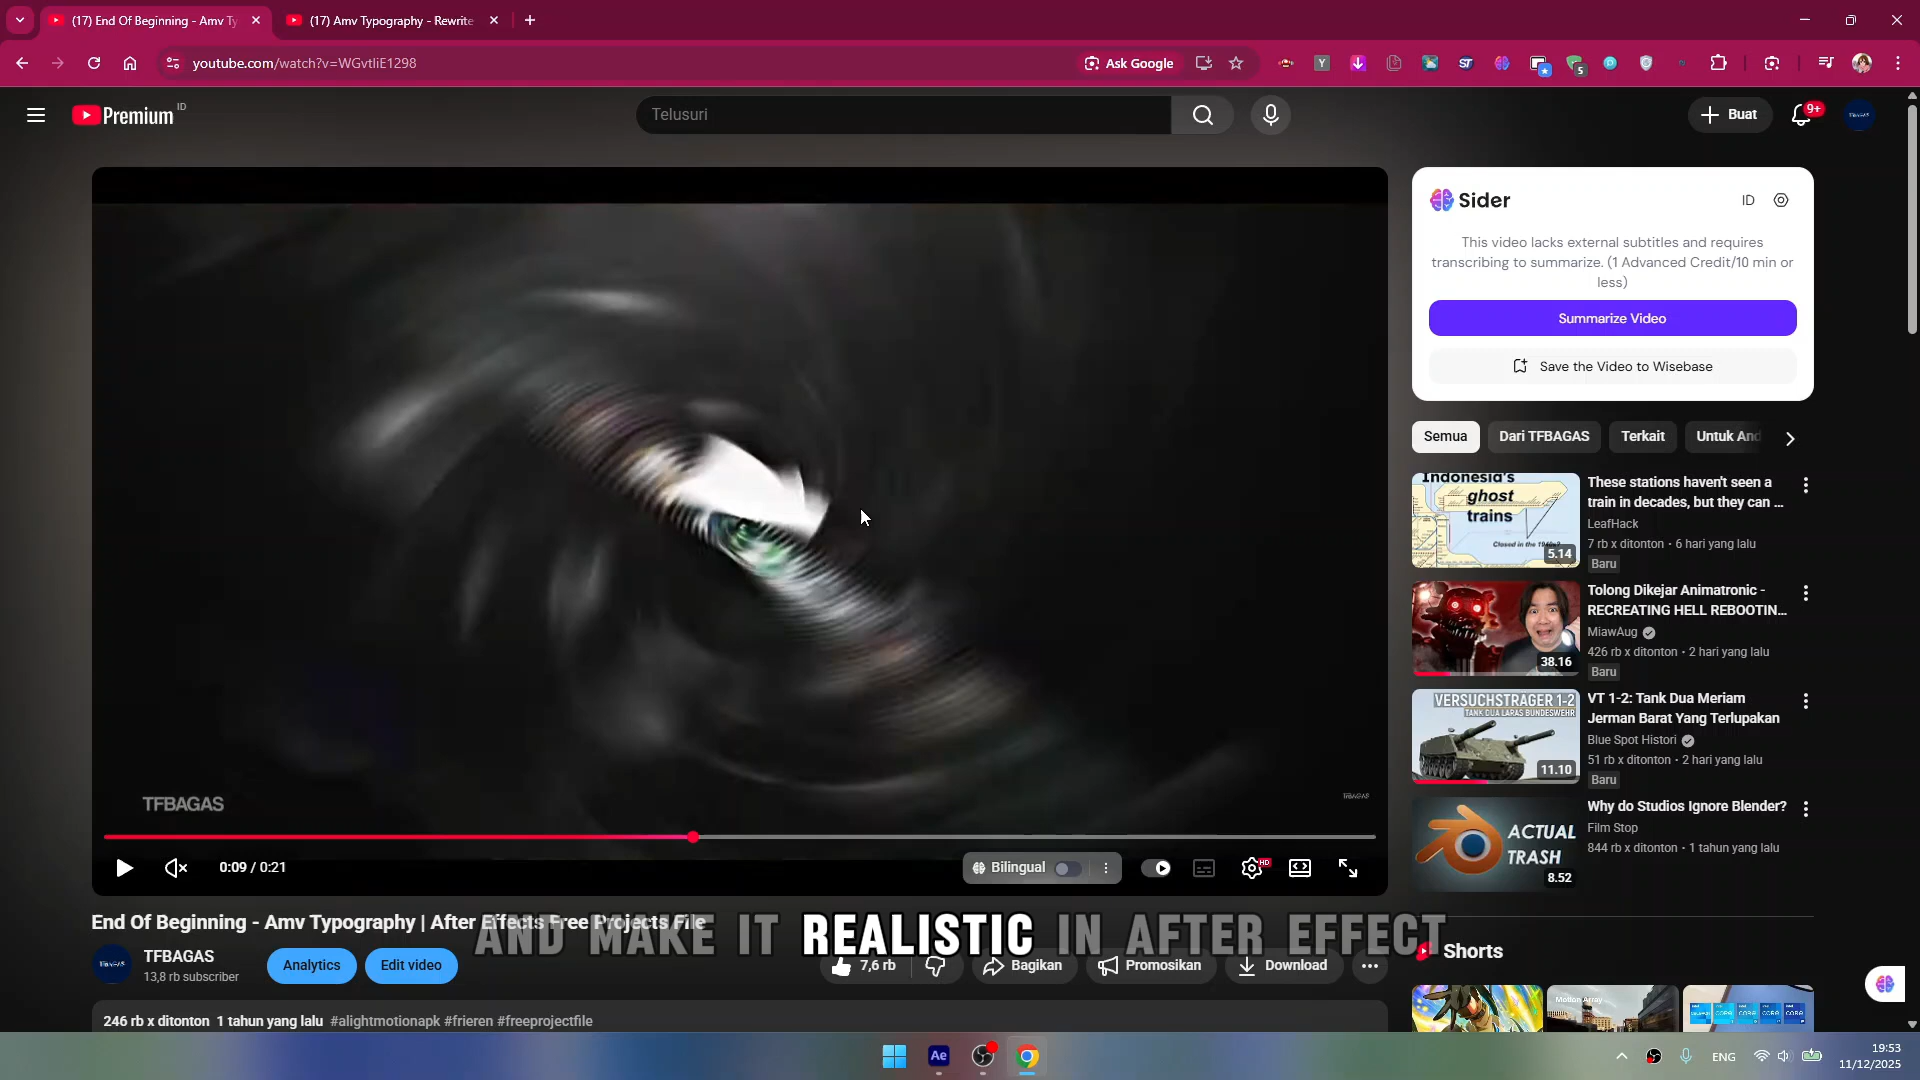 (17) End Of Beginning - Amv Ty
(17) Amv Typography - Rewrite
youtube.com/watch?v=WGvtliE1298
Ask Google
Premium ID
Telusuri
Buat
9+
Sider
ID
This video lacks external subtitles and requires
transcribing to summarize. (1 Advanced Credit/10 min or
less)
Summarize Video
Save the Video to Wisebase
Semua
Dari TFBAGAS
Terkait
Untuk And
Indonesia's
ghost
trains
Closed in the 1940s?
5.14
These stations haven't seen a
train in decades, but they can ...
LeafHack
7 rb x ditonton • 6 hari yang lalu
Baru
38.16
Tolong Dikejar Animatronic -
RECREATING HELL REBOOTIN...
MiawAug
426 rb x ditonton • 2 hari yang lalu
Baru
VERSUCHSTRAGER 1-2
TANK DUA LARAS BUNDESWEHR
11.10
VT 1-2: Tank Dua Meriam
Jerman Barat Yang Terlupakan
Blue Spot Histori
51 rb x ditonton • 2 hari yang lalu
Baru
ACTUAL
TRASH
8.52
Why do Studios Ignore Blender?
Film Stop
844 rb x ditonton • 1 tahun yang lalu
TFBAGAS
TFBAGAS
0:09 / 0:21
Bilingual
HD
End Of Beginning - Amv Typography | After Effects Free Projects File
AND MAKE IT REALISTIC IN AFTER EFFECT
TFBAGAS
13,8 rb subscriber
Analytics
Edit video
7,6 rb
Bagikan
Promosikan
Download
Shorts
246 rb x ditonton 1 tahun yang lalu #alightmotionapk #frieren #freeprojectfile
Motion Array
Ae
ENG
19:53
11/12/2025